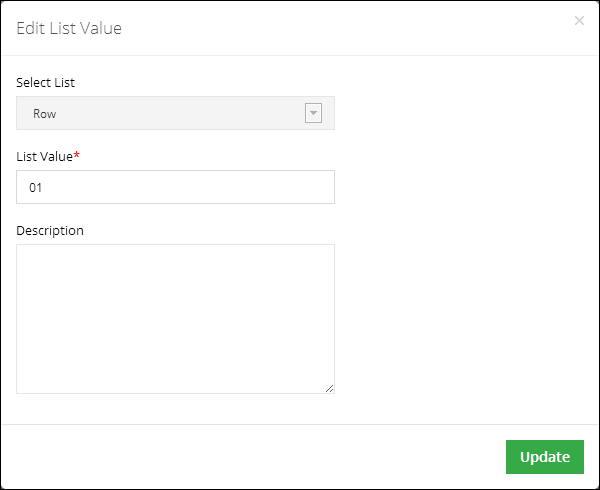 Edit List Value
×
Select List
Row
List Value*
01
Description
Update